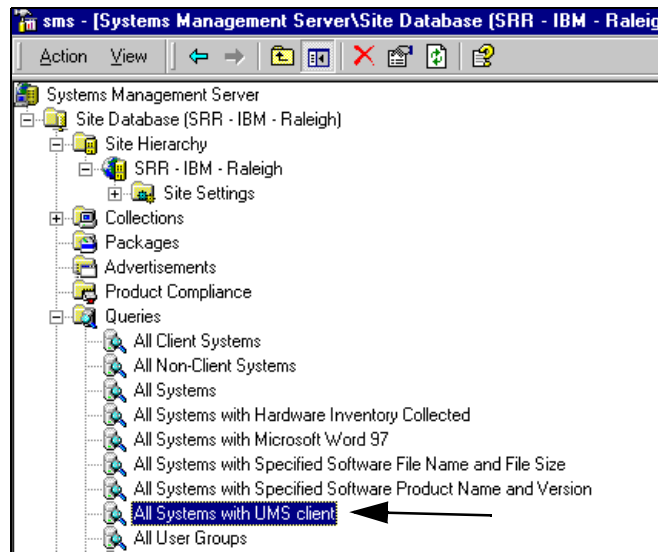 sms - [Systems Management Server\Site Database (SRR - IBM - Raleig
Action View
Systems Management Server
Site Database (SRR - IBM - Raleigh)
Site Hierarchy
SRR - IBM - Raleigh
Site Settings
Collections
Packages
Advertisements
Product Compliance
Queries
All Client Systems
All Non-Client Systems
All Systems
All Systems with Hardware Inventory Collected
All Systems with Microsoft Word 97
All Systems with Specified Software File Name and File Size
All Systems with Specified Software Product Name and Version
All Systems with UMS client
All User Groups